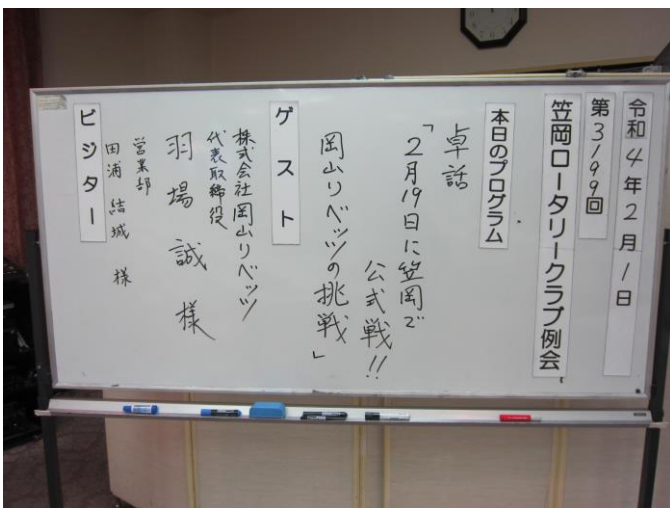 令和4年2月1日
第3199回
笠岡ロータリークラブ例会
本日のプログラム
卓話
「2月19日に笠岡で
公式戦!!
岡山リベッツの挑戦」
ゲスト
株式会社岡山リベッツ
代表取締役
羽場 誠 様
営業部
田浦 結城 様
ビジター